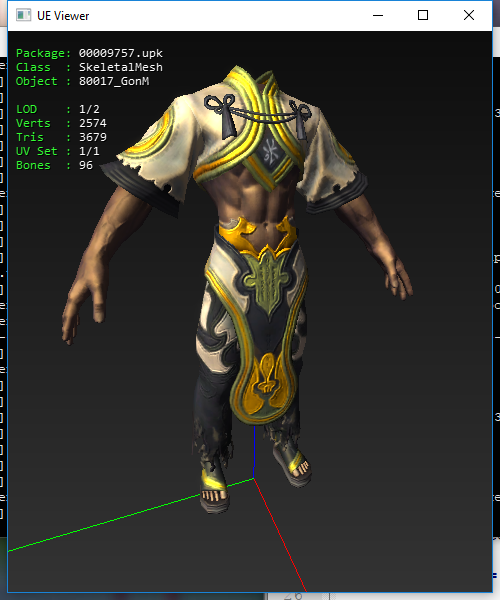 UE Viewer
Package: 00009757.upk
Class : SkeletalMesh
Object : 80017_GonM
LOD : 1/2
Verts : 2574
Tris : 3679
UV Set : 1/1
Bones : 96